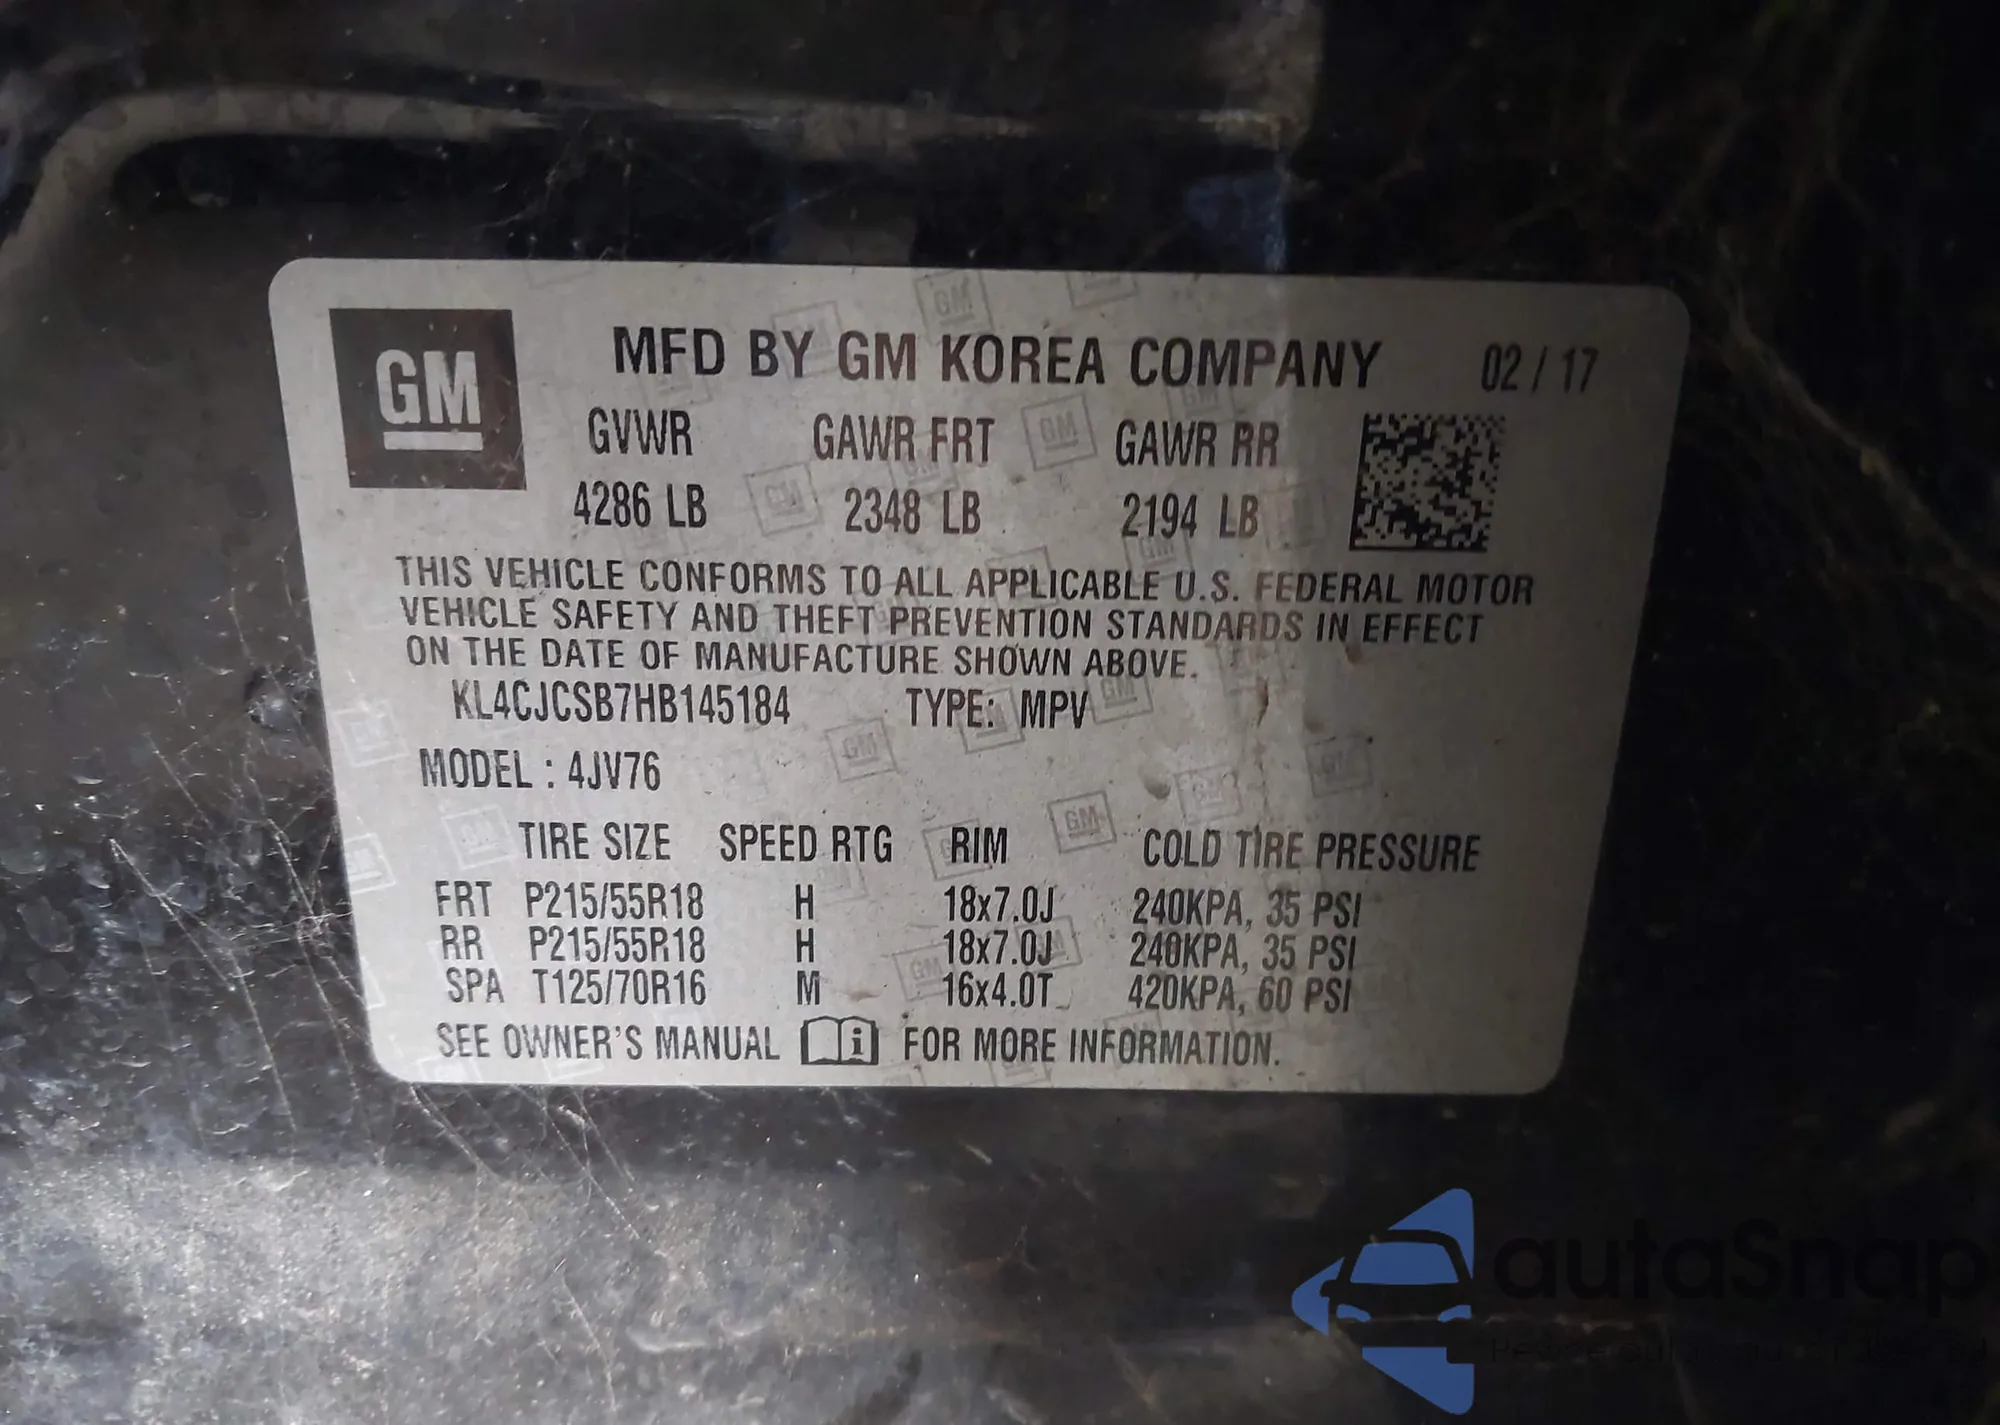 GM
MFD BY GM KOREA COMPANY 02 / 17
GVWR GAWR FRT GAWR RR
4286 LB 2348 LB 2194 LB
THIS VEHICLE CONFORMS TO ALL APPLICABLE U.S. FEDERAL MOTOR
VEHICLE SAFETY AND THEFT PREVENTION STANDARDS IN EFFECT
ON THE DATE OF MANUFACTURE SHOWN ABOVE.
KL4CJCSB7HB145184 TYPE: MPV
MODEL : 4JV76
TIRE SIZE SPEED RTG RIM COLD TIRE PRESSURE
FRT P215/55R18 H 18x7.0J 240KPA, 35 PSI
RR P215/55R18 H 18x7.0J 240KPA, 35 PSI
SPA T125/70R16 M 16x4.0T 420KPA, 60 PSI
SEE OWNER'S MANUAL i FOR MORE INFORMATION.
autaSnap